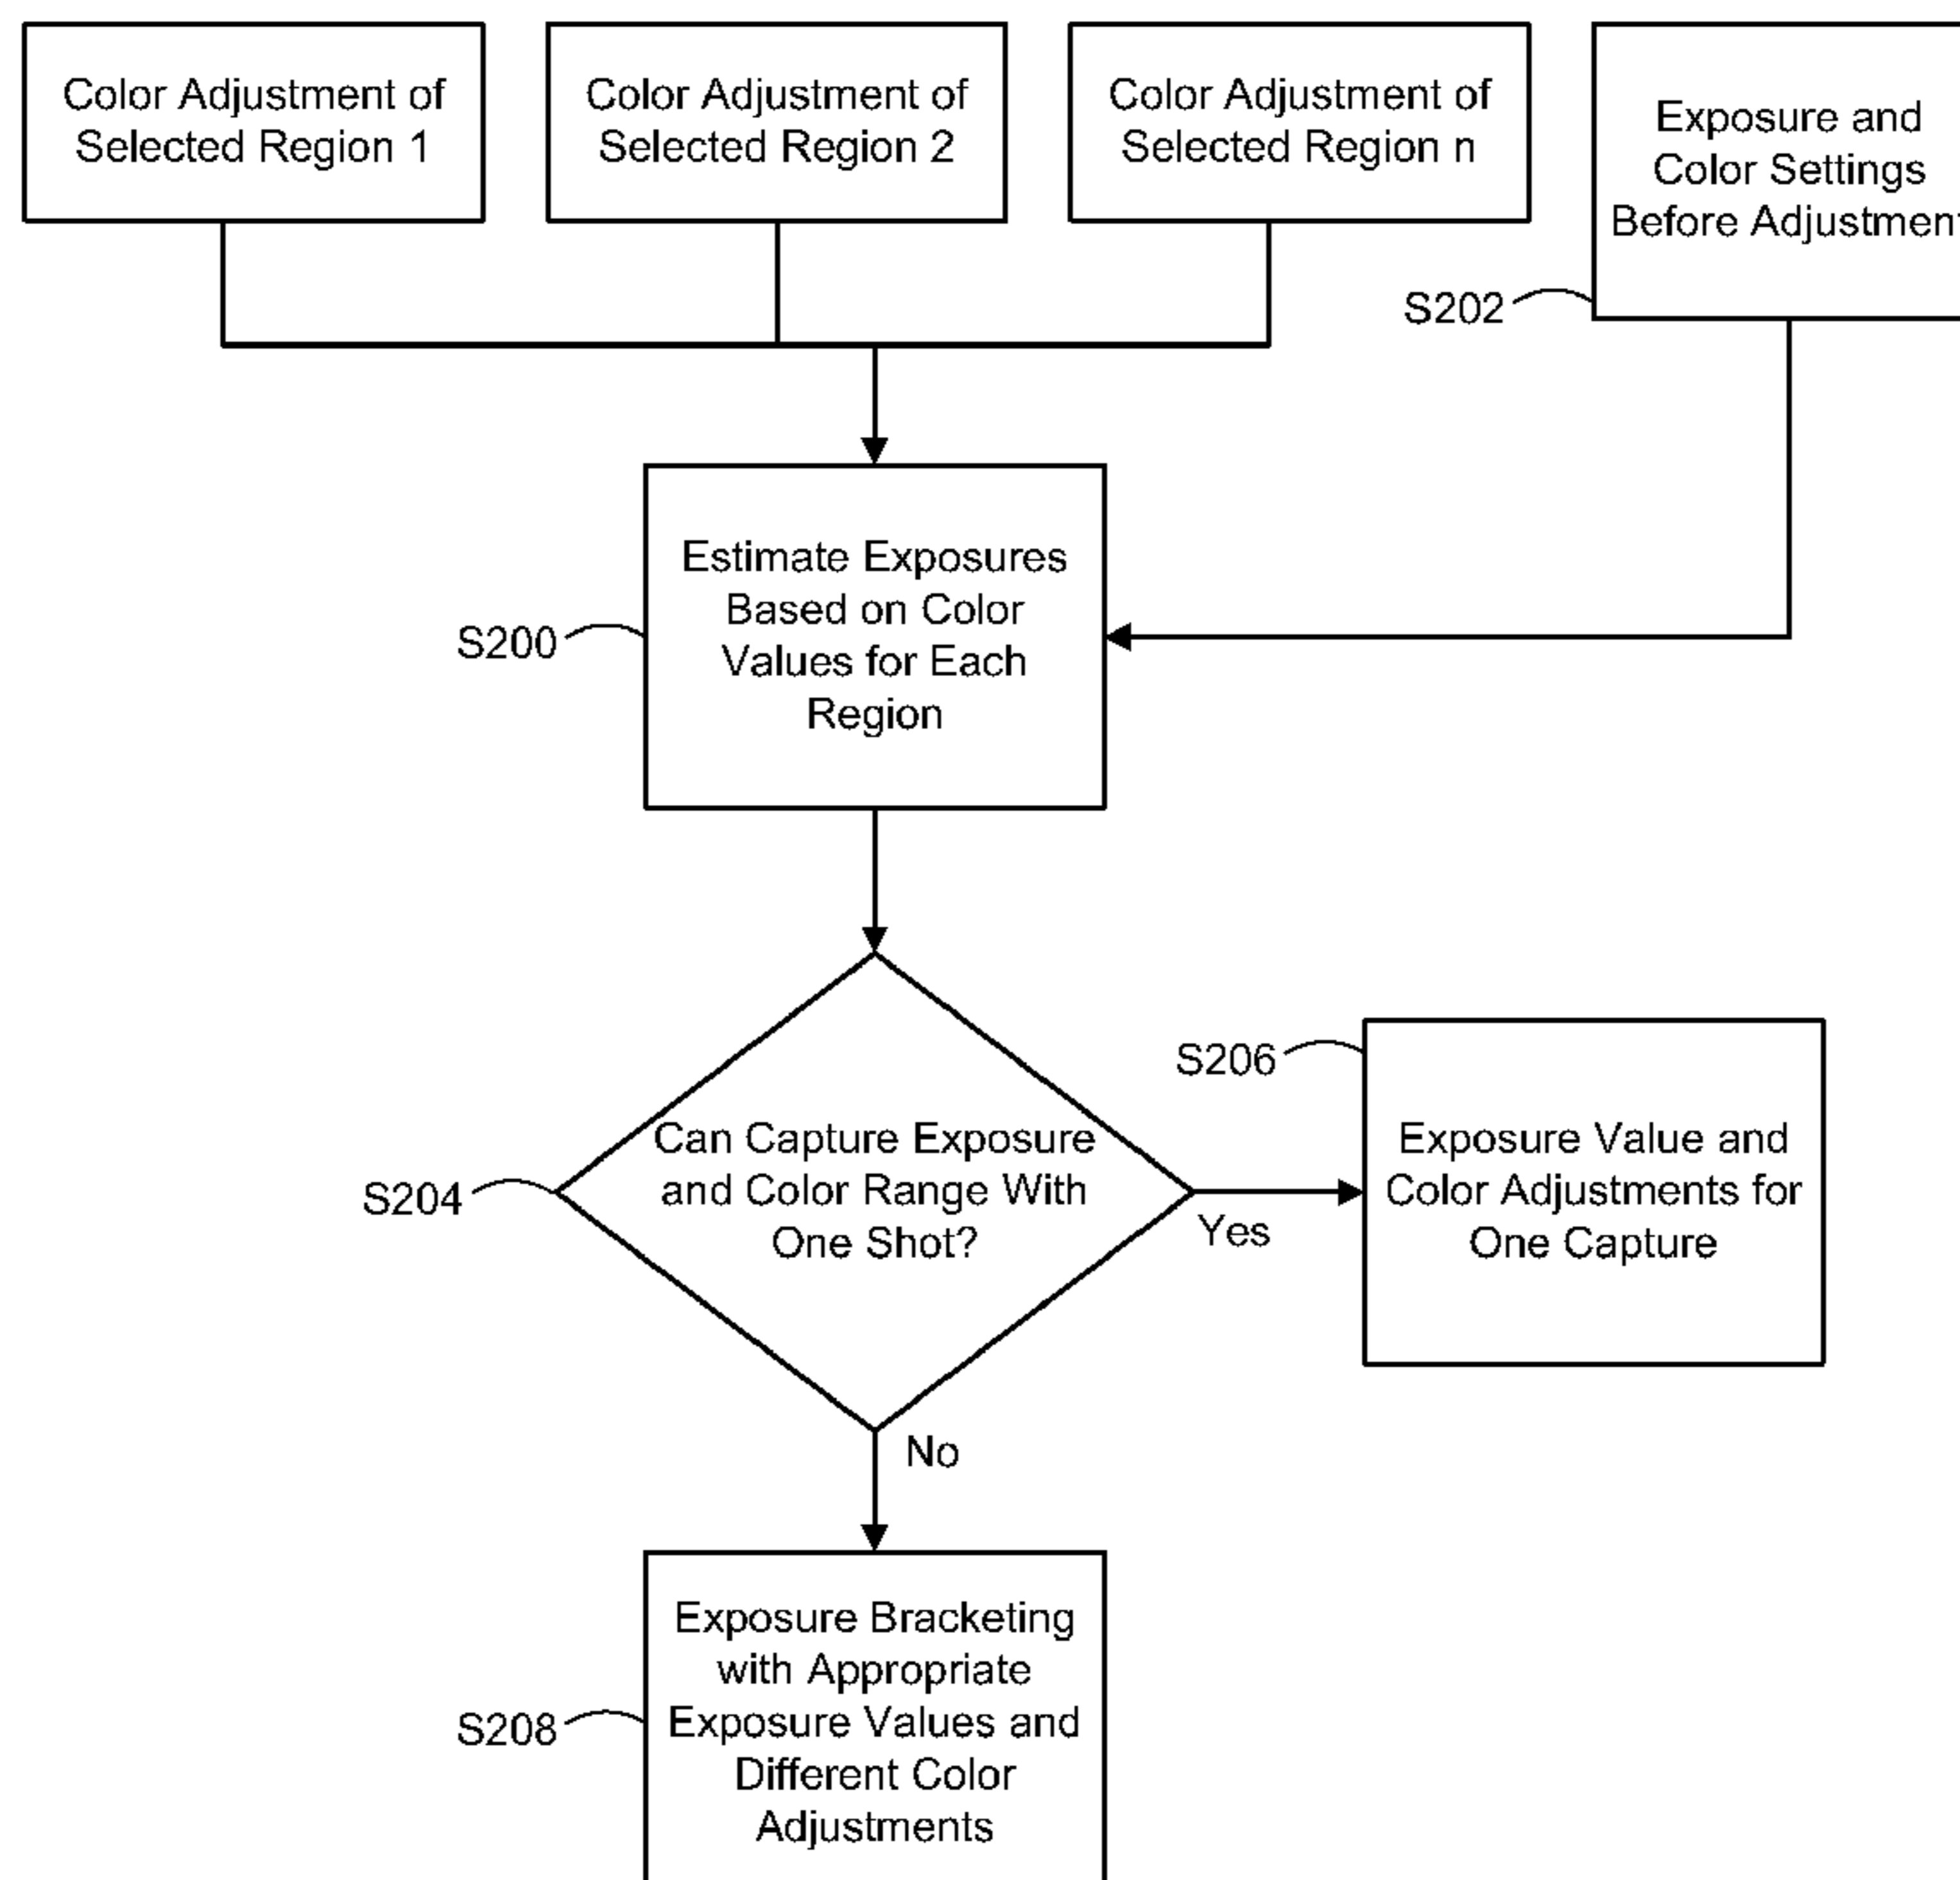 Color Adjustment of
Selected Region 1
Color Adjustment of
Selected Region 2
Color Adjustment of
Selected Region n
Exposure and
Color Settings
Before Adjustment
S202
Estimate Exposures
Based on Color
Values for Each
Region
S200
Can Capture Exposure
and Color Range With
One Shot?
S204
Yes
S206
Exposure Value and
Color Adjustments for
One Capture
No
Exposure Bracketing
with Appropriate
Exposure Values and
Different Color
Adjustments
S208